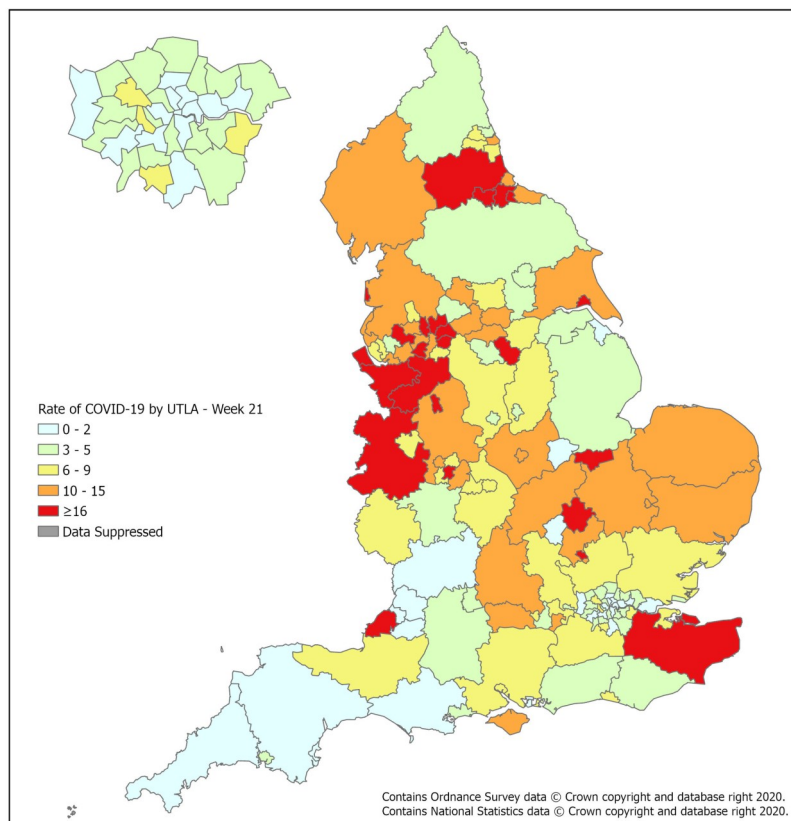 Rate of COVID-19 by UTLA - Week 21
0 - 2
3 - 5
6 - 9
10 - 15
≥16
Data Suppressed
Contains Ordnance Survey data © Crown copyright and database right 2020.
Contains National Statistics data © Crown copyright and database right 2020.